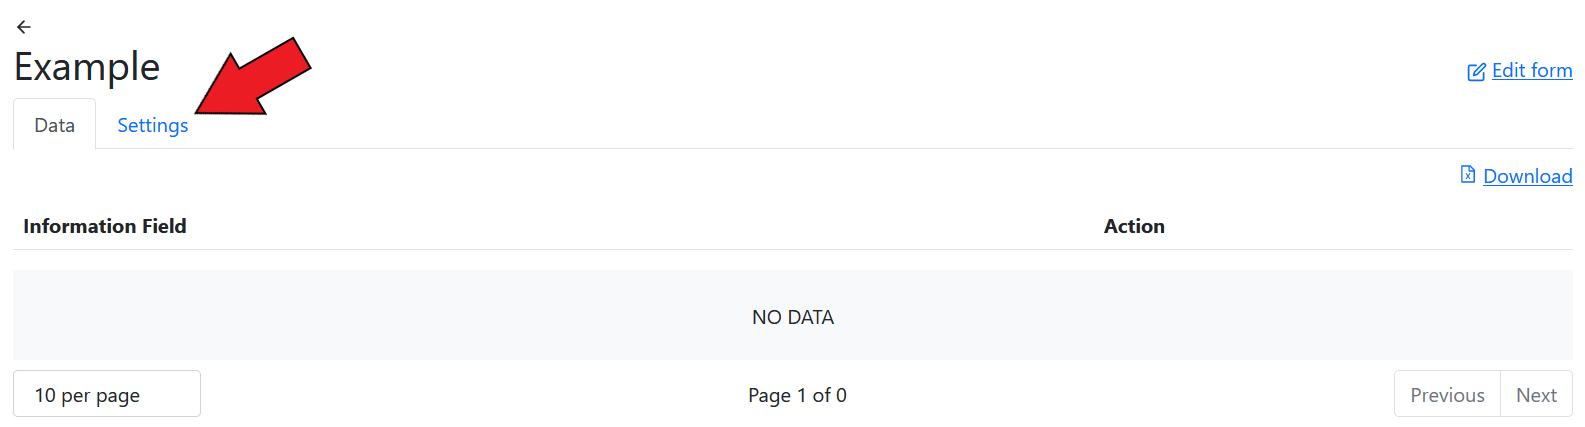 Example
Edit form
Data Settings
Download
Information Field Action
NO DATA
10 per page Page 1 of 0 Previous Next